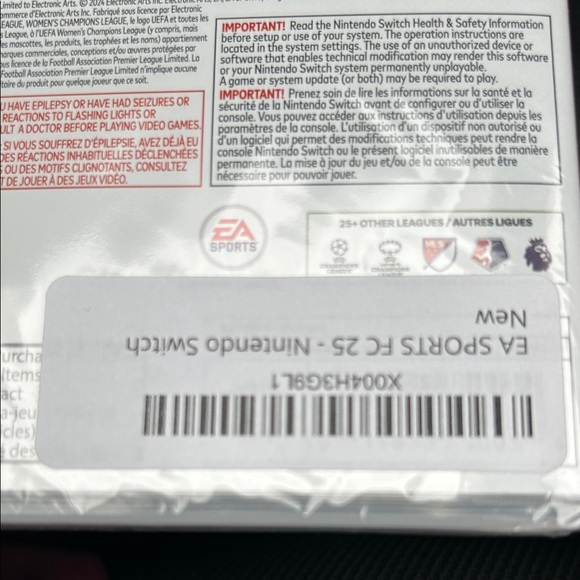 Limited to Electronic Arts. © 2024 Electronic Arts Inc.
commerce d'Electronic Arts Inc. Fabriqué sous licence par Electronic
LEAGUE, WOMEN'S CHAMPIONS LEAGUE, le logo UEFA et toutes les
League, à l'UEFA Women's Champions League (y compris, mais
les mascottes, les produits, les trophées et les noms) appartiennent
marques commerciales, conceptions et/ou œuvres protégées par
sous licence de la Football Association Premier League Limited. La
Football Association Premier League Limited n'implique aucune
du produit pour quelque joueur que ce soit.
U HAVE EPILEPSY OR HAVE HAD SEIZURES OR
REACTIONS TO FLASHING LIGHTS OR
ULT A DOCTOR BEFORE PLAYING VIDEO GAMES.
SI VOUS SOUFFREZ D'ÉPILEPSIE, AVEZ DÉJÀ EU
DES RÉACTIONS INHABITUELLES DÉCLENCHÉES
OU DES MOTIFS CLIGNOTANTS, CONSULTEZ
T DE JOUER À DES JEUX VIDÉO.
IMPORTANT! Read the Nintendo Switch Health & Safety Information
before setup or use of your system. The operation instructions are
located in the system settings. The use of an unauthorized device or
software that enables technical modification may render this software
or your Nintendo Switch system permanently unplayable.
A game or system update (or both) may be required to play.
IMPORTANT! Prenez soin de lire les informations sur la santé et la
sécurité de la Nintendo Switch avant de configurer ou d'utiliser la
console. Vous pouvez accéder aux instructions d'utilisation depuis les
paramètres de la console. L'utilisation d'un dispositif non autorisé ou
d'un logiciel qui permet des modifications techniques peut rendre la
console Nintendo Switch ou le présent logiciel inutilisables de manière
permanente. La mise à jour du jeu et/ou de la console peut être
nécessaire pour pouvoir jouer.
EA
SPORTS
25+ OTHER LEAGUES / AUTRES LIGUES
CHAMPIONS
LEAGUE
MLS
X004H3G9L1
EA SPORTS FC 25 - Nintendo Switch
New
urcha
items
act
a-jeu
cles)
des